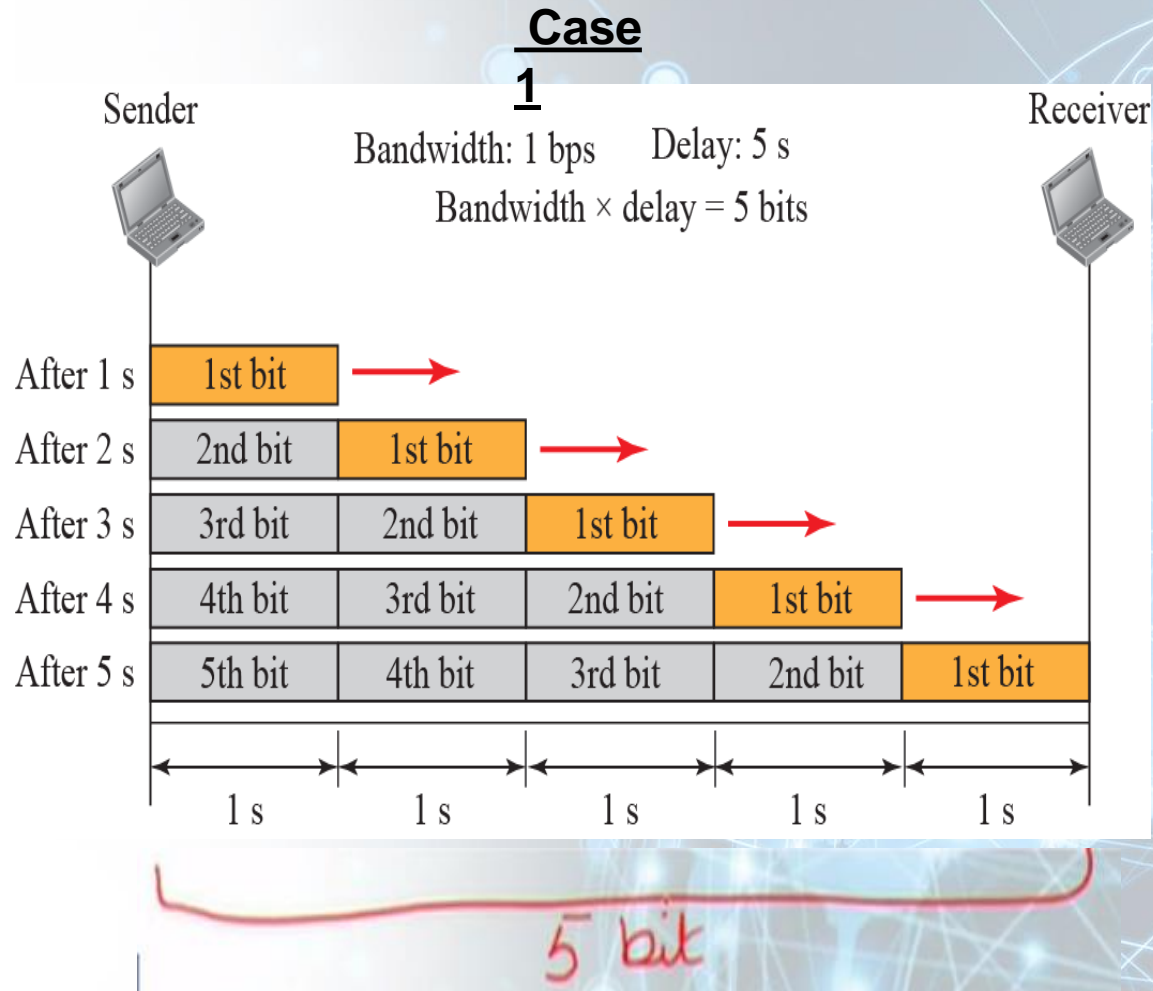 Case
1
Sender
Receiver
Bandwidth: 1 bps Delay: 5 s
Bandwidth × delay = 5 bits
After 1 s 1st bit
After 2 s 2nd bit 1st bit
After 3 s 3rd bit 2nd bit 1st bit
After 4 s 4th bit 3rd bit 2nd bit 1st bit
After 5 s 5th bit 4th bit 3rd bit 2nd bit 1st bit
1 s 1 s 1 s 1 s 1 s
5 bit